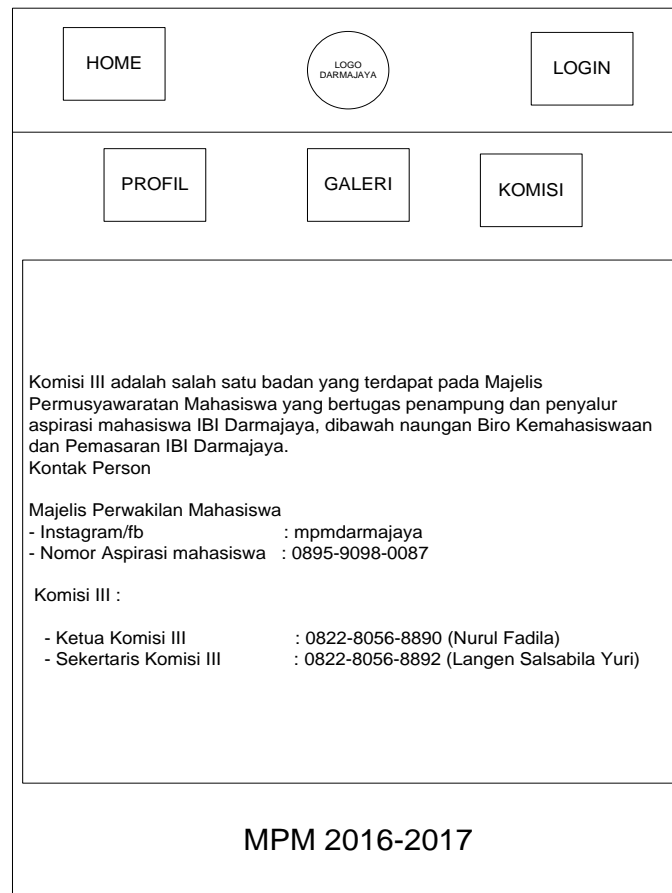 HOME
LOGO
DARMAJAYA
LOGIN
PROFIL
GALERI
KOMISI
Komisi III adalah salah satu badan yang terdapat pada Majelis
Permusyawaratan Mahasiswa yang bertugas penampung dan penyalur
aspirasi mahasiswa IBI Darmajaya, dibawah naungan Biro Kemahasiswaan
dan Pemasaran IBI Darmajaya.
Kontak Person
Majelis Perwakilan Mahasiswa
- Instagram/fb : mpmdarmajaya
- Nomor Aspirasi mahasiswa : 0895-9098-0087
Komisi III :
- Ketua Komisi III : 0822-8056-8890 (Nurul Fadila)
- Sekertaris Komisi III : 0822-8056-8892 (Langen Salsabila Yuri)
MPM 2016-2017